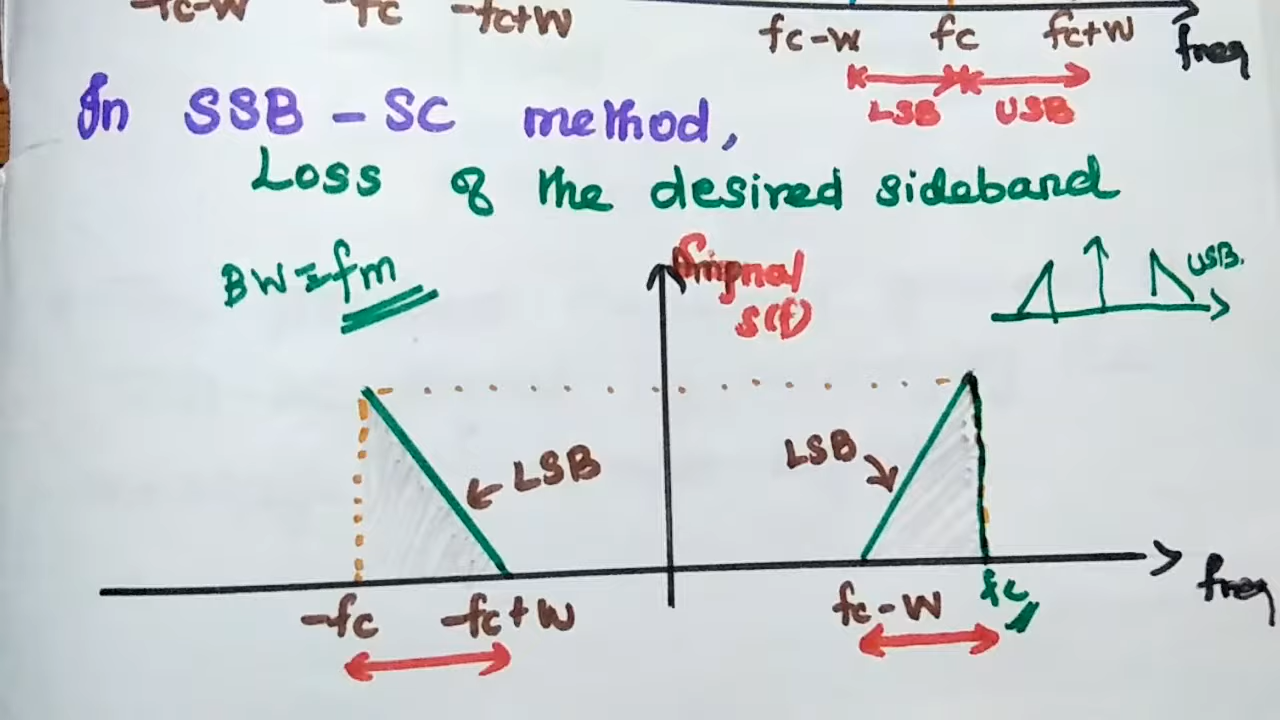 -fc-W -fc -fc+W fc-W fc fc+W freq
LSB USB
In SSB-SC method,
Loss of the desired sideband
BW=fm
Signal
S(f)
USB.
LSB
LSB
-fc -fc+W fc-W fc
freq